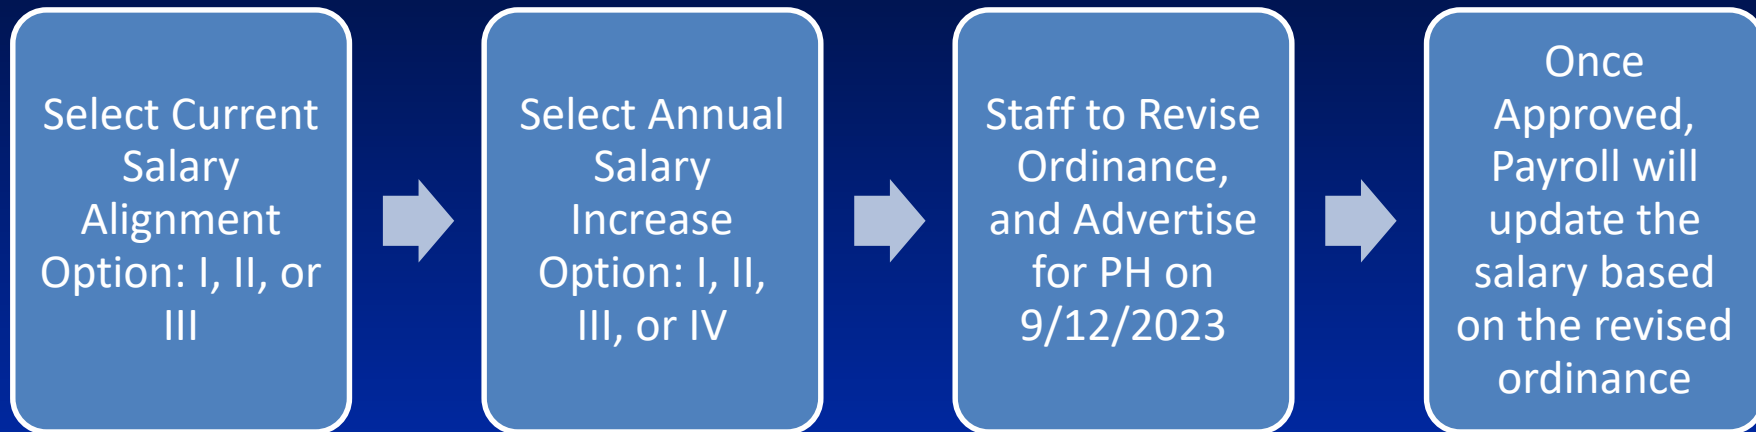 Select Current
Salary
Alignment
Option: I, II, or
III
Select Annual
Salary
Increase
Option: I, II,
III, or IV
Staff to Revise
Ordinance,
and Advertise
for PH on
9/12/2023
Once
Approved,
Payroll will
update the
salary based
on the revised
ordinance